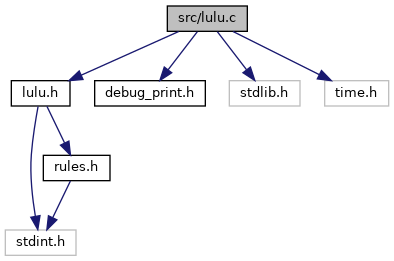 src/lulu.c
lulu.h
debug_print.h
stdlib.h
time.h
rules.h
stdint.h